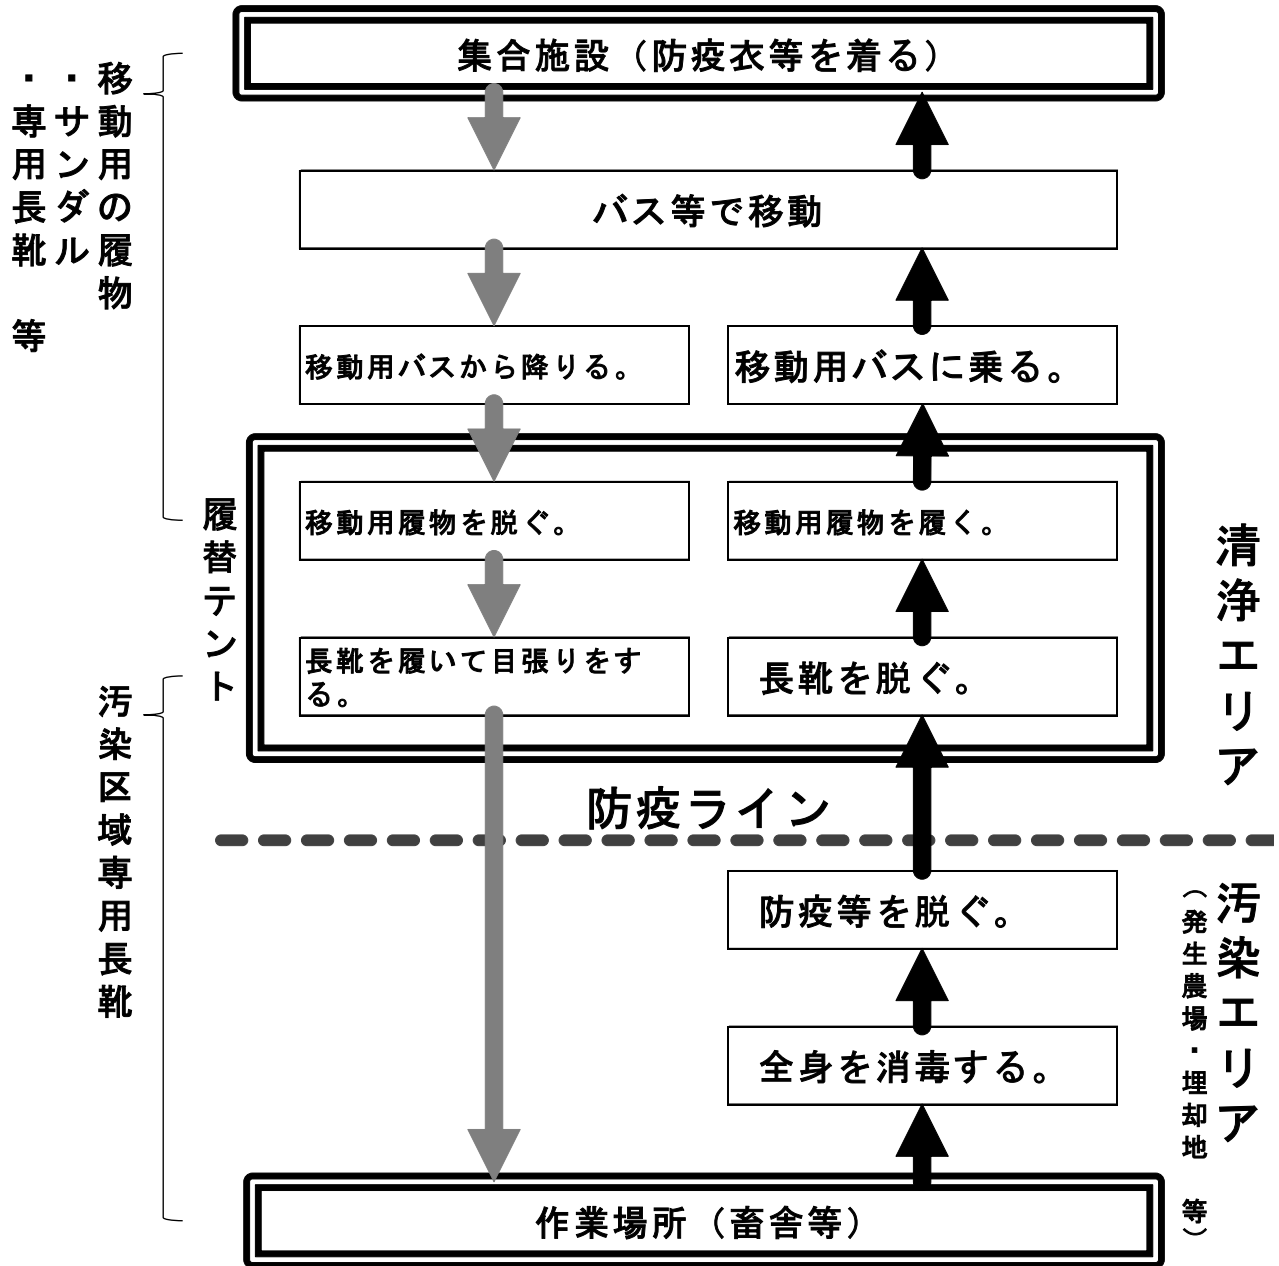 集合施設（防疫衣等を着る）
移動用の履物
・サンダル
・専用長靴　等
バス等で移動
移動用バスから降りる。
移動用バスに乗る。
履替テント
移動用履物を脱ぐ。
移動用履物を履く。
長靴を履いて目張りをす
る。
長靴を脱ぐ。
清浄エリア
防疫ライン
汚染区域専用長靴
防疫等を脱ぐ。
全身を消毒する。
汚染エリア
（発生農場・埋却地　等）
作業場所（畜舎等）